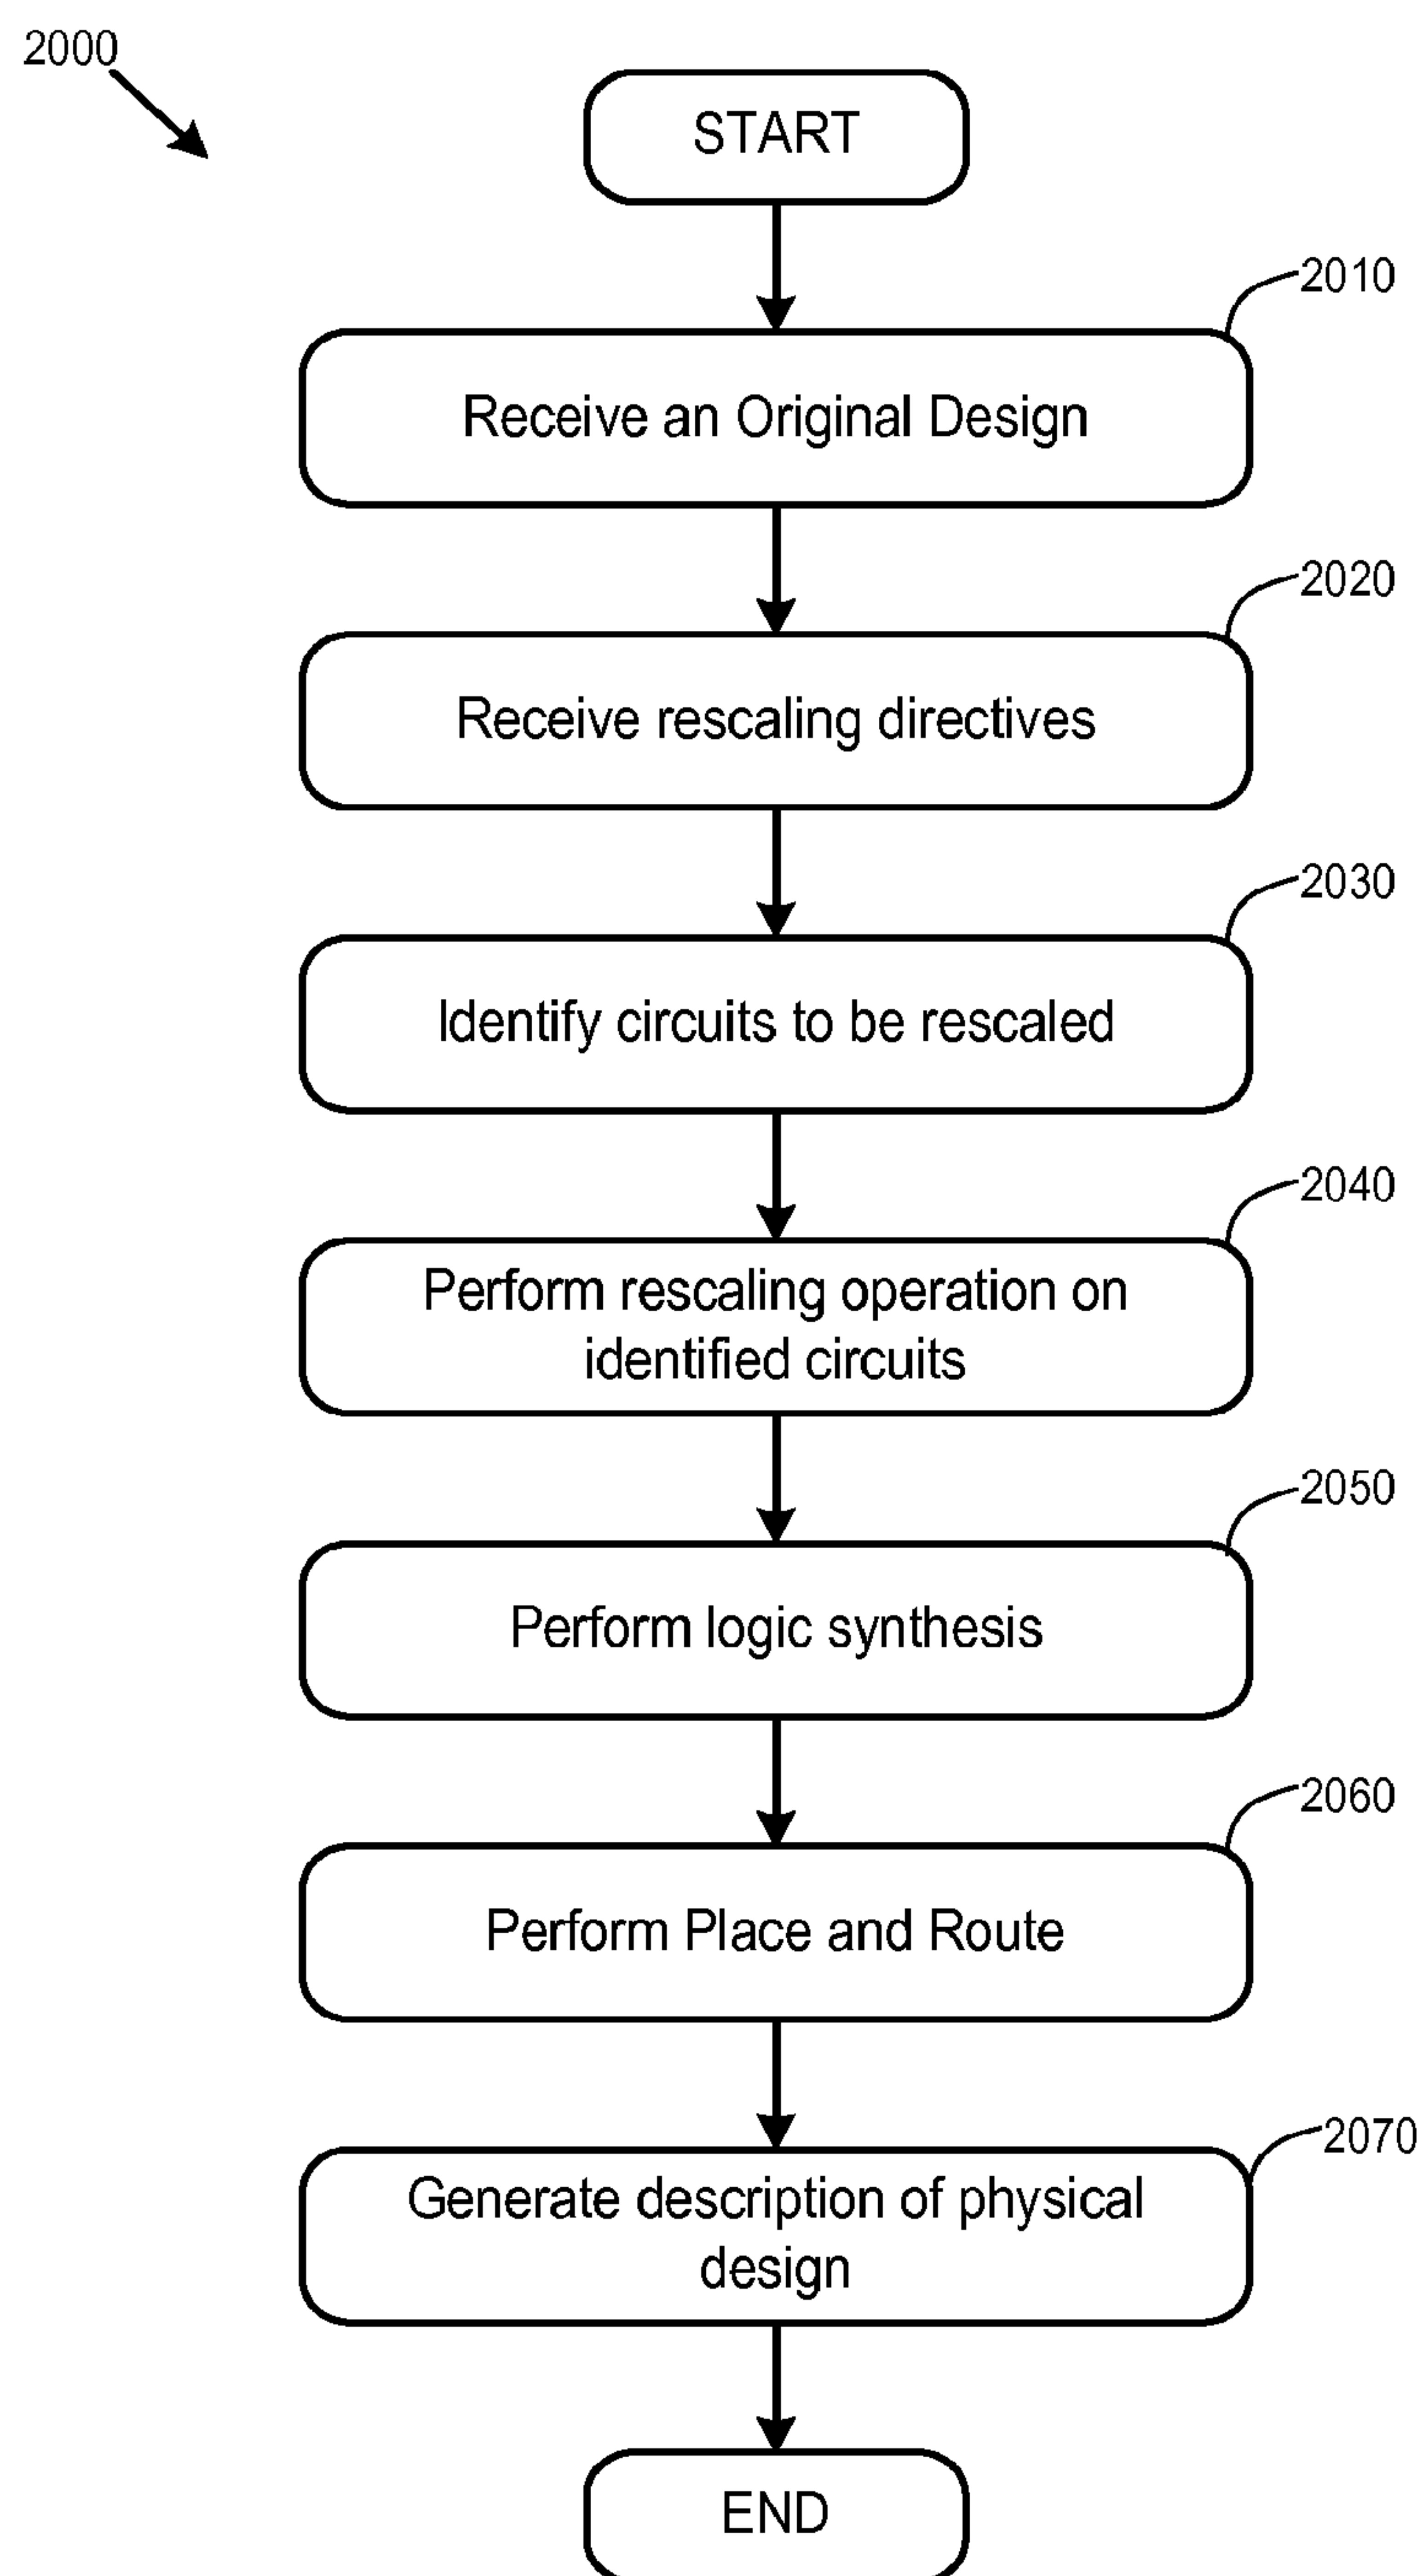 2000
START
2010
Receive an Original Design
2020
Receive rescaling directives
2030
Identify circuits to be rescaled
2040
Perform rescaling operation on
identified circuits
2050
Perform logic synthesis
2060
Perform Place and Route
2070
Generate description of physical
design
END